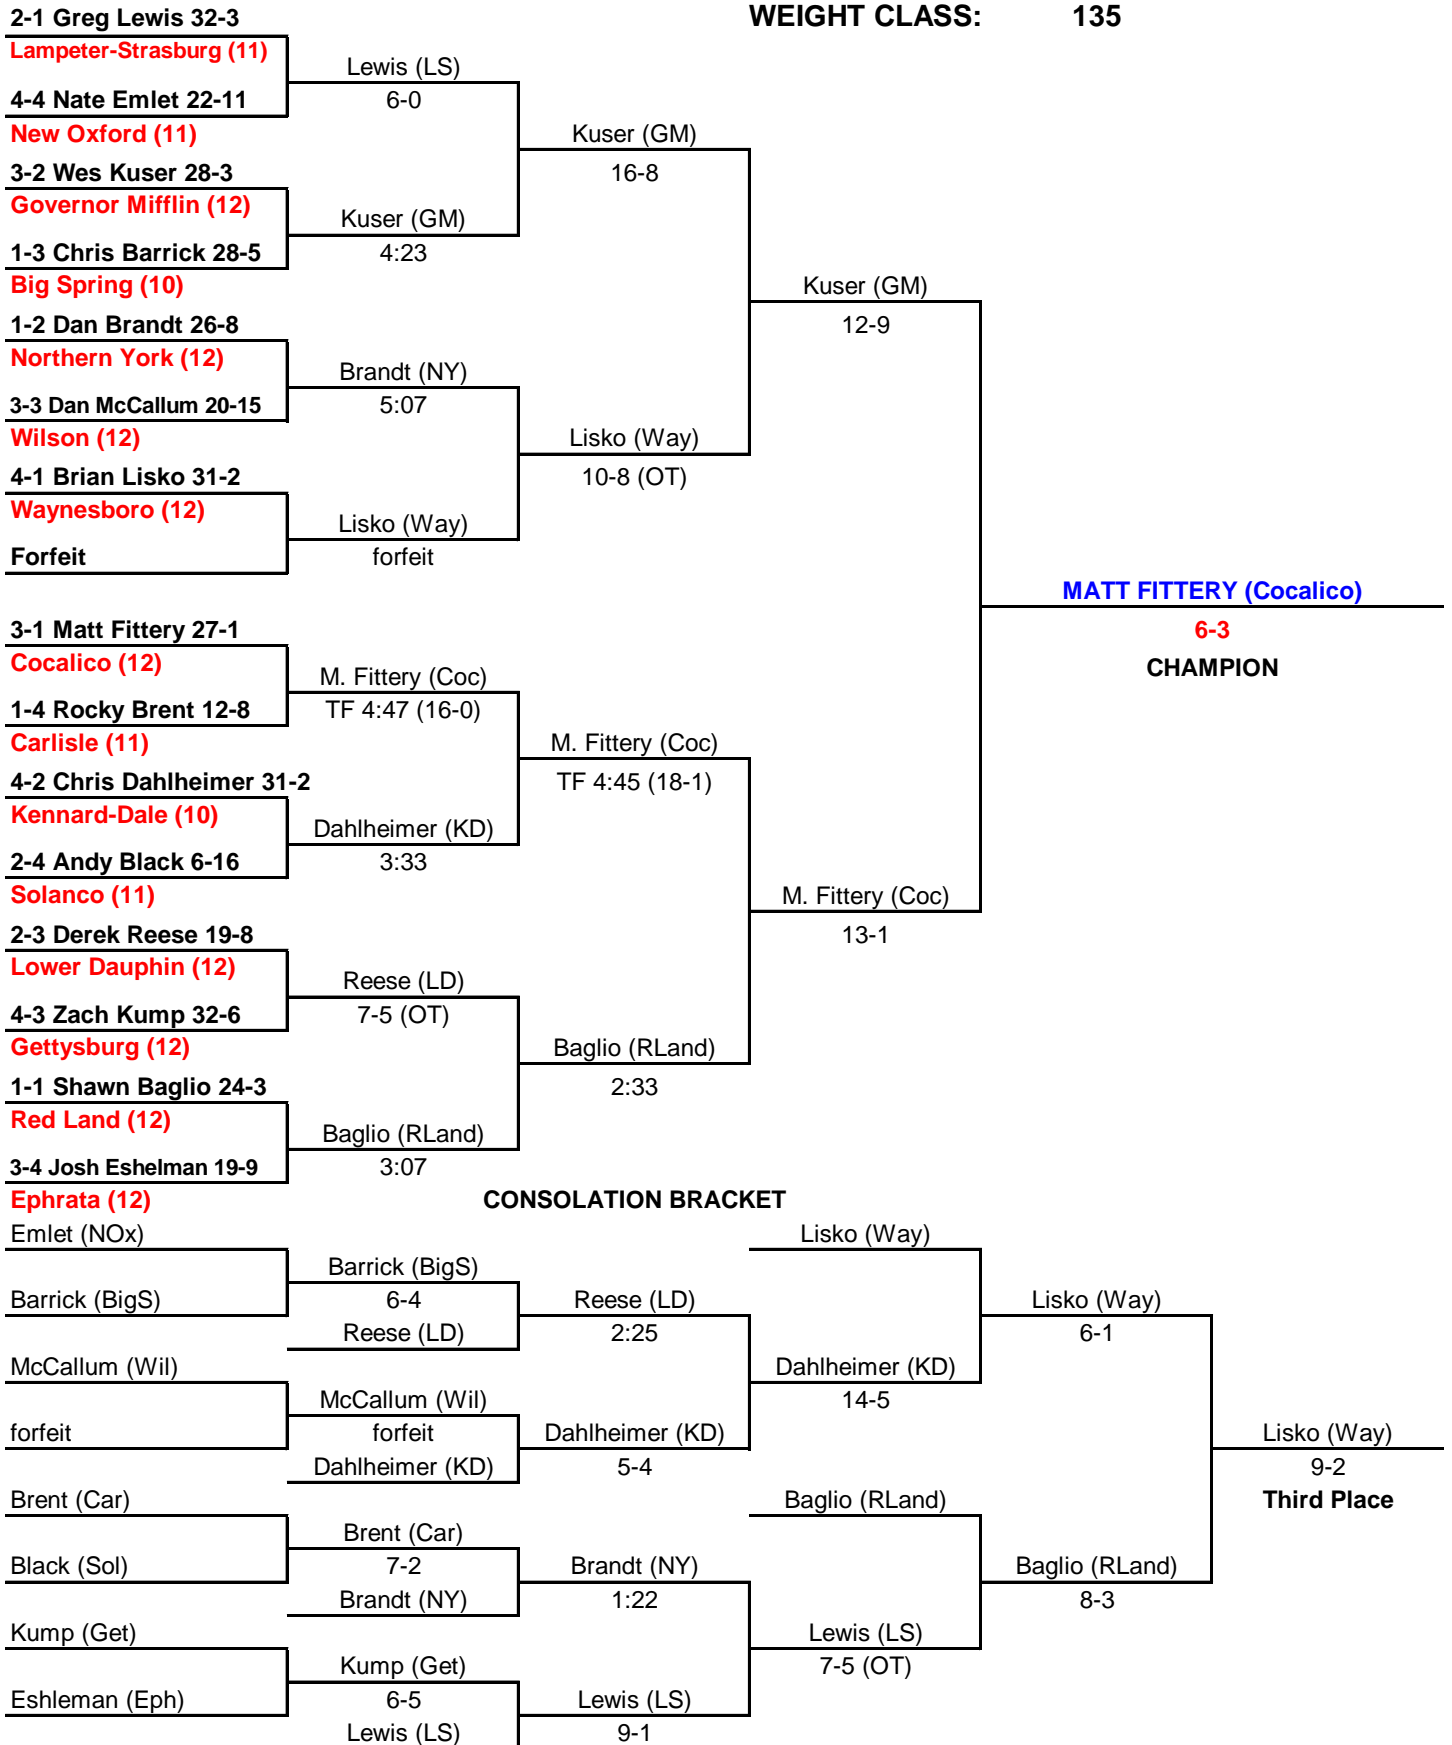 2-1 Greg Lewis 32-3
WEIGHT CLASS: 135
Lampeter-Strasburg (11)
Lewis (LS)
4-4 Nate Emlet 22-11
6-0
New Oxford (11)
Kuser (GM)
3-2 Wes Kuser 28-3
16-8
Governor Mifflin (12)
Kuser (GM)
1-3 Chris Barrick 28-5
4:23
Big Spring (10)
Kuser (GM)
1-2 Dan Brandt 26-8
12-9
Northern York (12)
Brandt (NY)
3-3 Dan McCallum 20-15
5:07
Wilson (12)
Lisko (Way)
4-1 Brian Lisko 31-2
10-8 (OT)
Waynesboro (12)
Lisko (Way)
Forfeit
forfeit
MATT FITTERY (Cocalico)
3-1 Matt Fittery 27-1
6-3
Cocalico (12)
CHAMPION
M. Fittery (Coc)
1-4 Rocky Brent 12-8
TF 4:47 (16-0)
Carlisle (11)
M. Fittery (Coc)
4-2 Chris Dahlheimer 31-2
TF 4:45 (18-1)
Kennard-Dale (10)
Dahlheimer (KD)
2-4 Andy Black 6-16
3:33
Solanco (11)
M. Fittery (Coc)
2-3 Derek Reese 19-8
13-1
Lower Dauphin (12)
Reese (LD)
4-3 Zach Kump 32-6
7-5 (OT)
Gettysburg (12)
Baglio (RLand)
1-1 Shawn Baglio 24-3
2:33
Red Land (12)
Baglio (RLand)
3-4 Josh Eshelman 19-9
3:07
Ephrata (12)
CONSOLATION BRACKET
Emlet (NOx)
Lisko (Way)
Barrick (BigS)
Barrick (BigS)
6-4
Reese (LD)
Lisko (Way)
Reese (LD)
2:25
6-1
McCallum (Wil)
Dahlheimer (KD)
McCallum (Wil)
14-5
forfeit
forfeit
Dahlheimer (KD)
Lisko (Way)
Dahlheimer (KD)
5-4
9-2
Brent (Car)
Baglio (RLand)
Third Place
Brent (Car)
Black (Sol)
7-2
Brandt (NY)
Baglio (RLand)
Brandt (NY)
1:22
8-3
Kump (Get)
Lewis (LS)
Kump (Get)
7-5 (OT)
Eshleman (Eph)
6-5
Lewis (LS)
Lewis (LS)
9-1